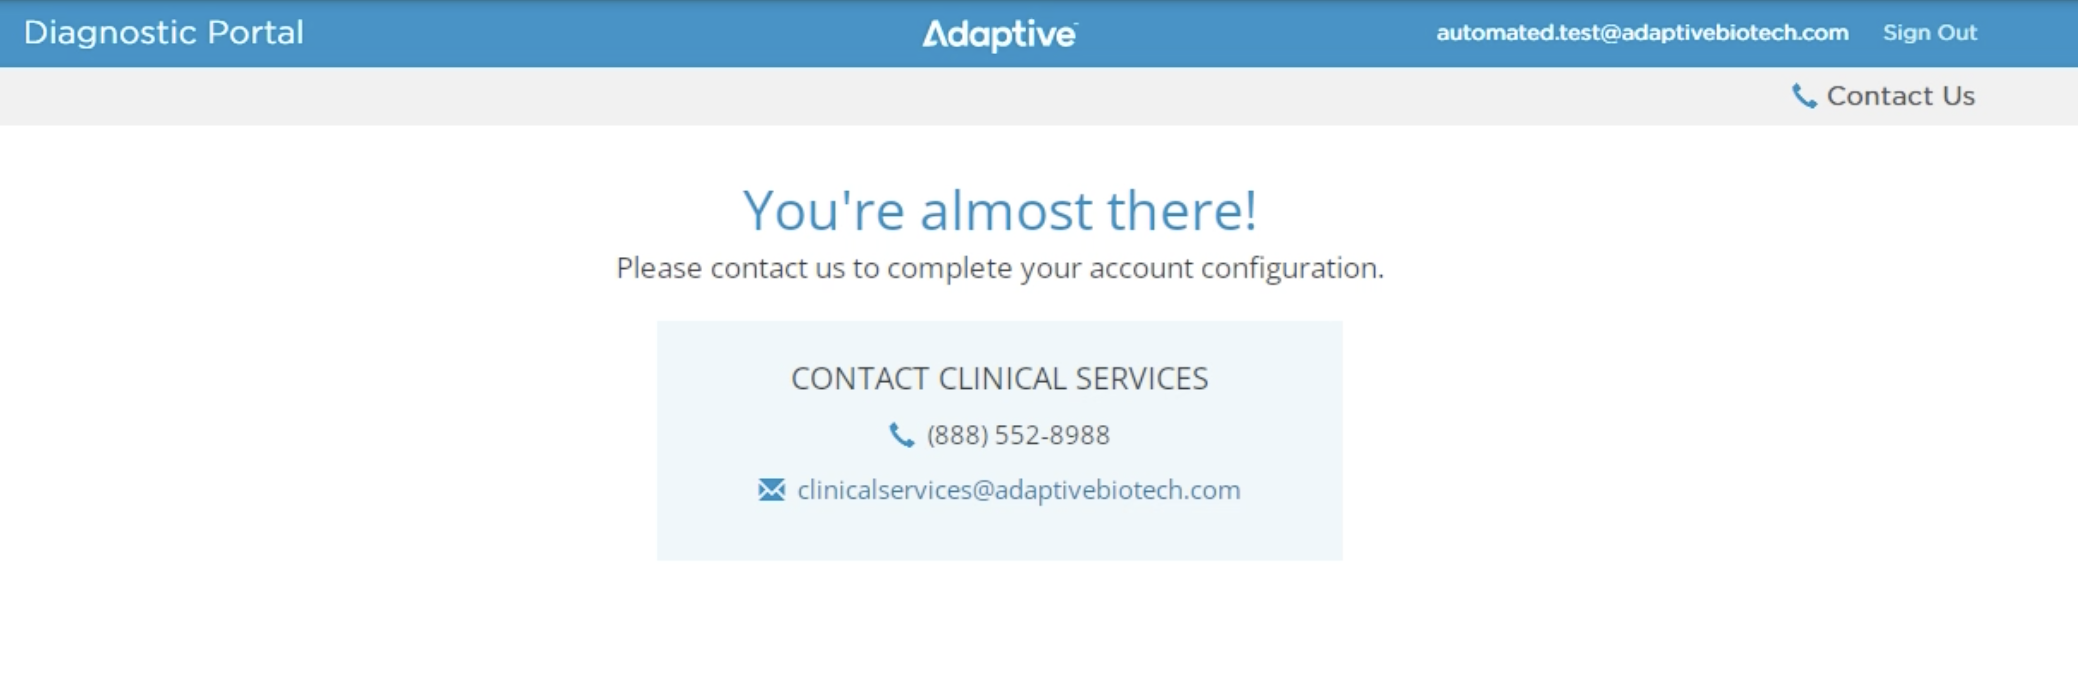 Diagnostic Portal
Adaptive
automated.test@adaptivebiotech.com
Sign Out
Contact Us
You're almost there!
Please contact us to complete your account configuration.
CONTACT CLINICAL SERVICES
(888) 552-8988
clinicalservices@adaptivebiotech.com